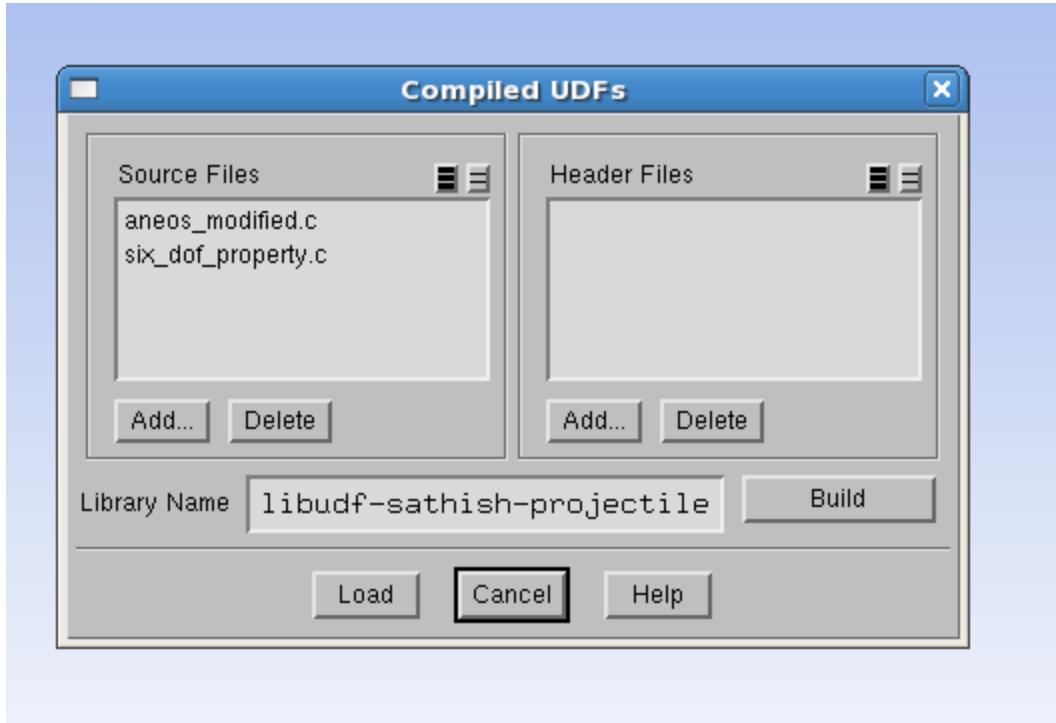 Compiled UDFs
Source Files
aneos_modified.c
six_dof_property.c
Add... Delete
Header Files
Add... Delete
Library Name libudf-sathish-projectile Build
Load Cancel Help